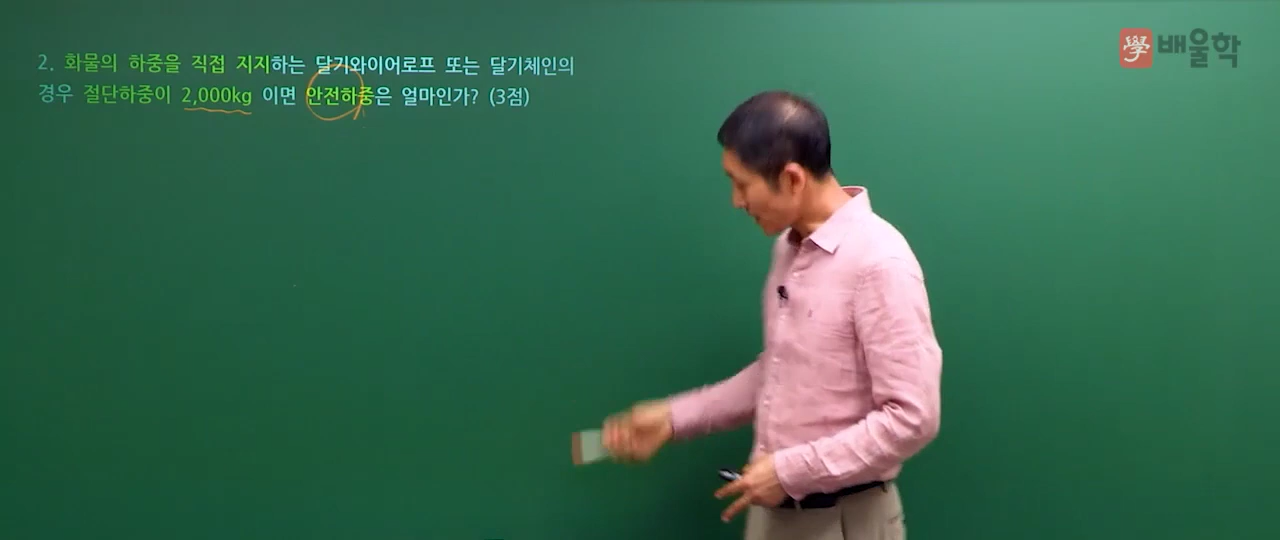 2. 화물의 하중을 직접 지지하는 달기와이어로프 또는 달기체인의
경우 절단하중이 2,000kg 이면 안전하중은 얼마인가? (3점)
學 배울학